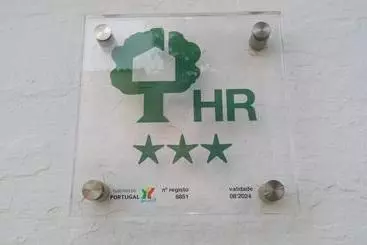 HR
TURISMO DE
PORTUGAL
nº registo
6851
validade
08'2024